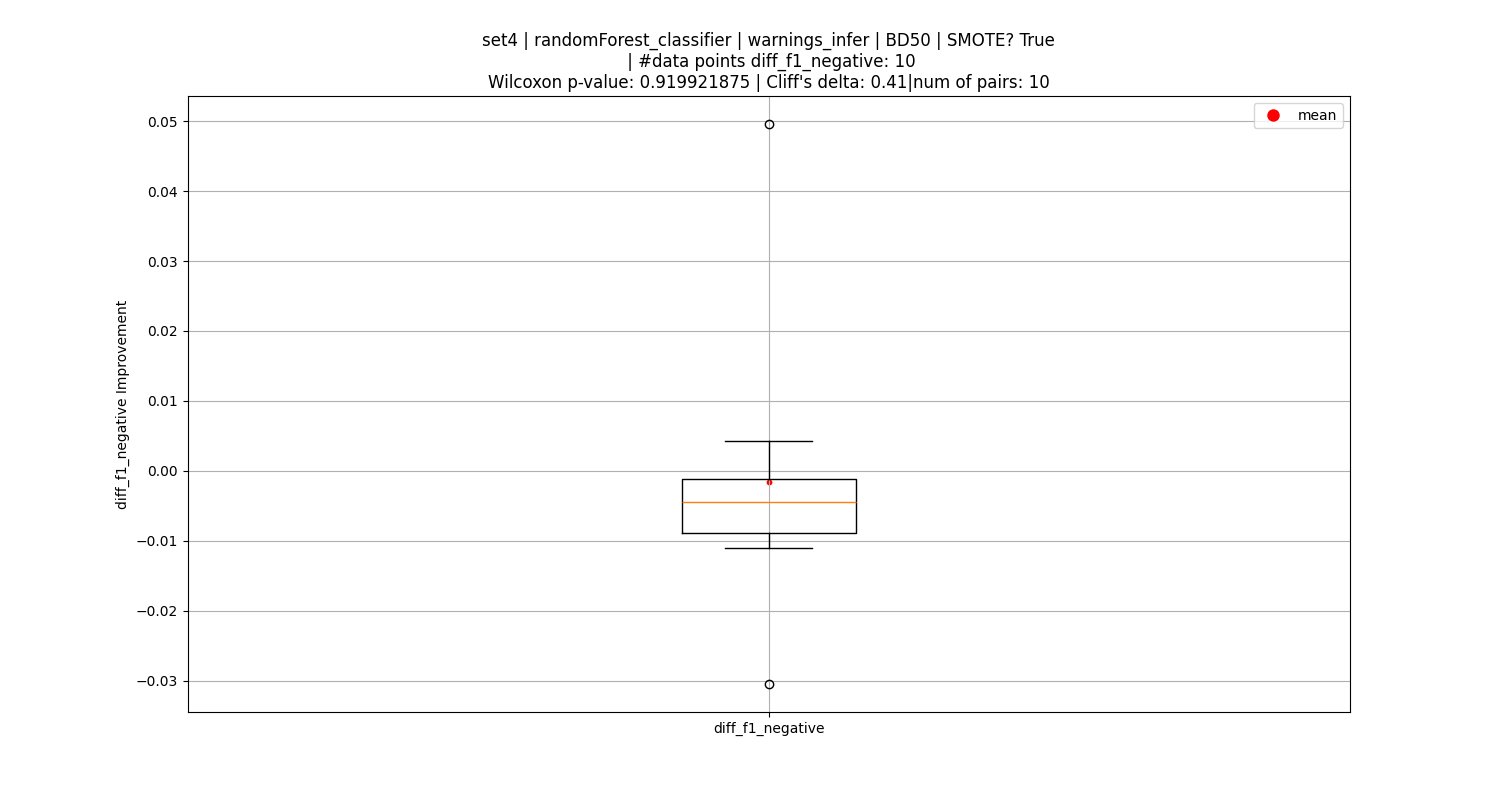 set4 | randomForest_classifier | warnings_infer | BD50 | SMOTE? True
| #data points diff_f1_negative: 10
Wilcoxon p-value: 0.919921875 | Cliff's delta: 0.41|num of pairs: 10
mean
0.05
0.04
0.03
0.02
0.01
0.00
−0.01
−0.02
−0.03
diff_f1_negative Improvement
diff_f1_negative